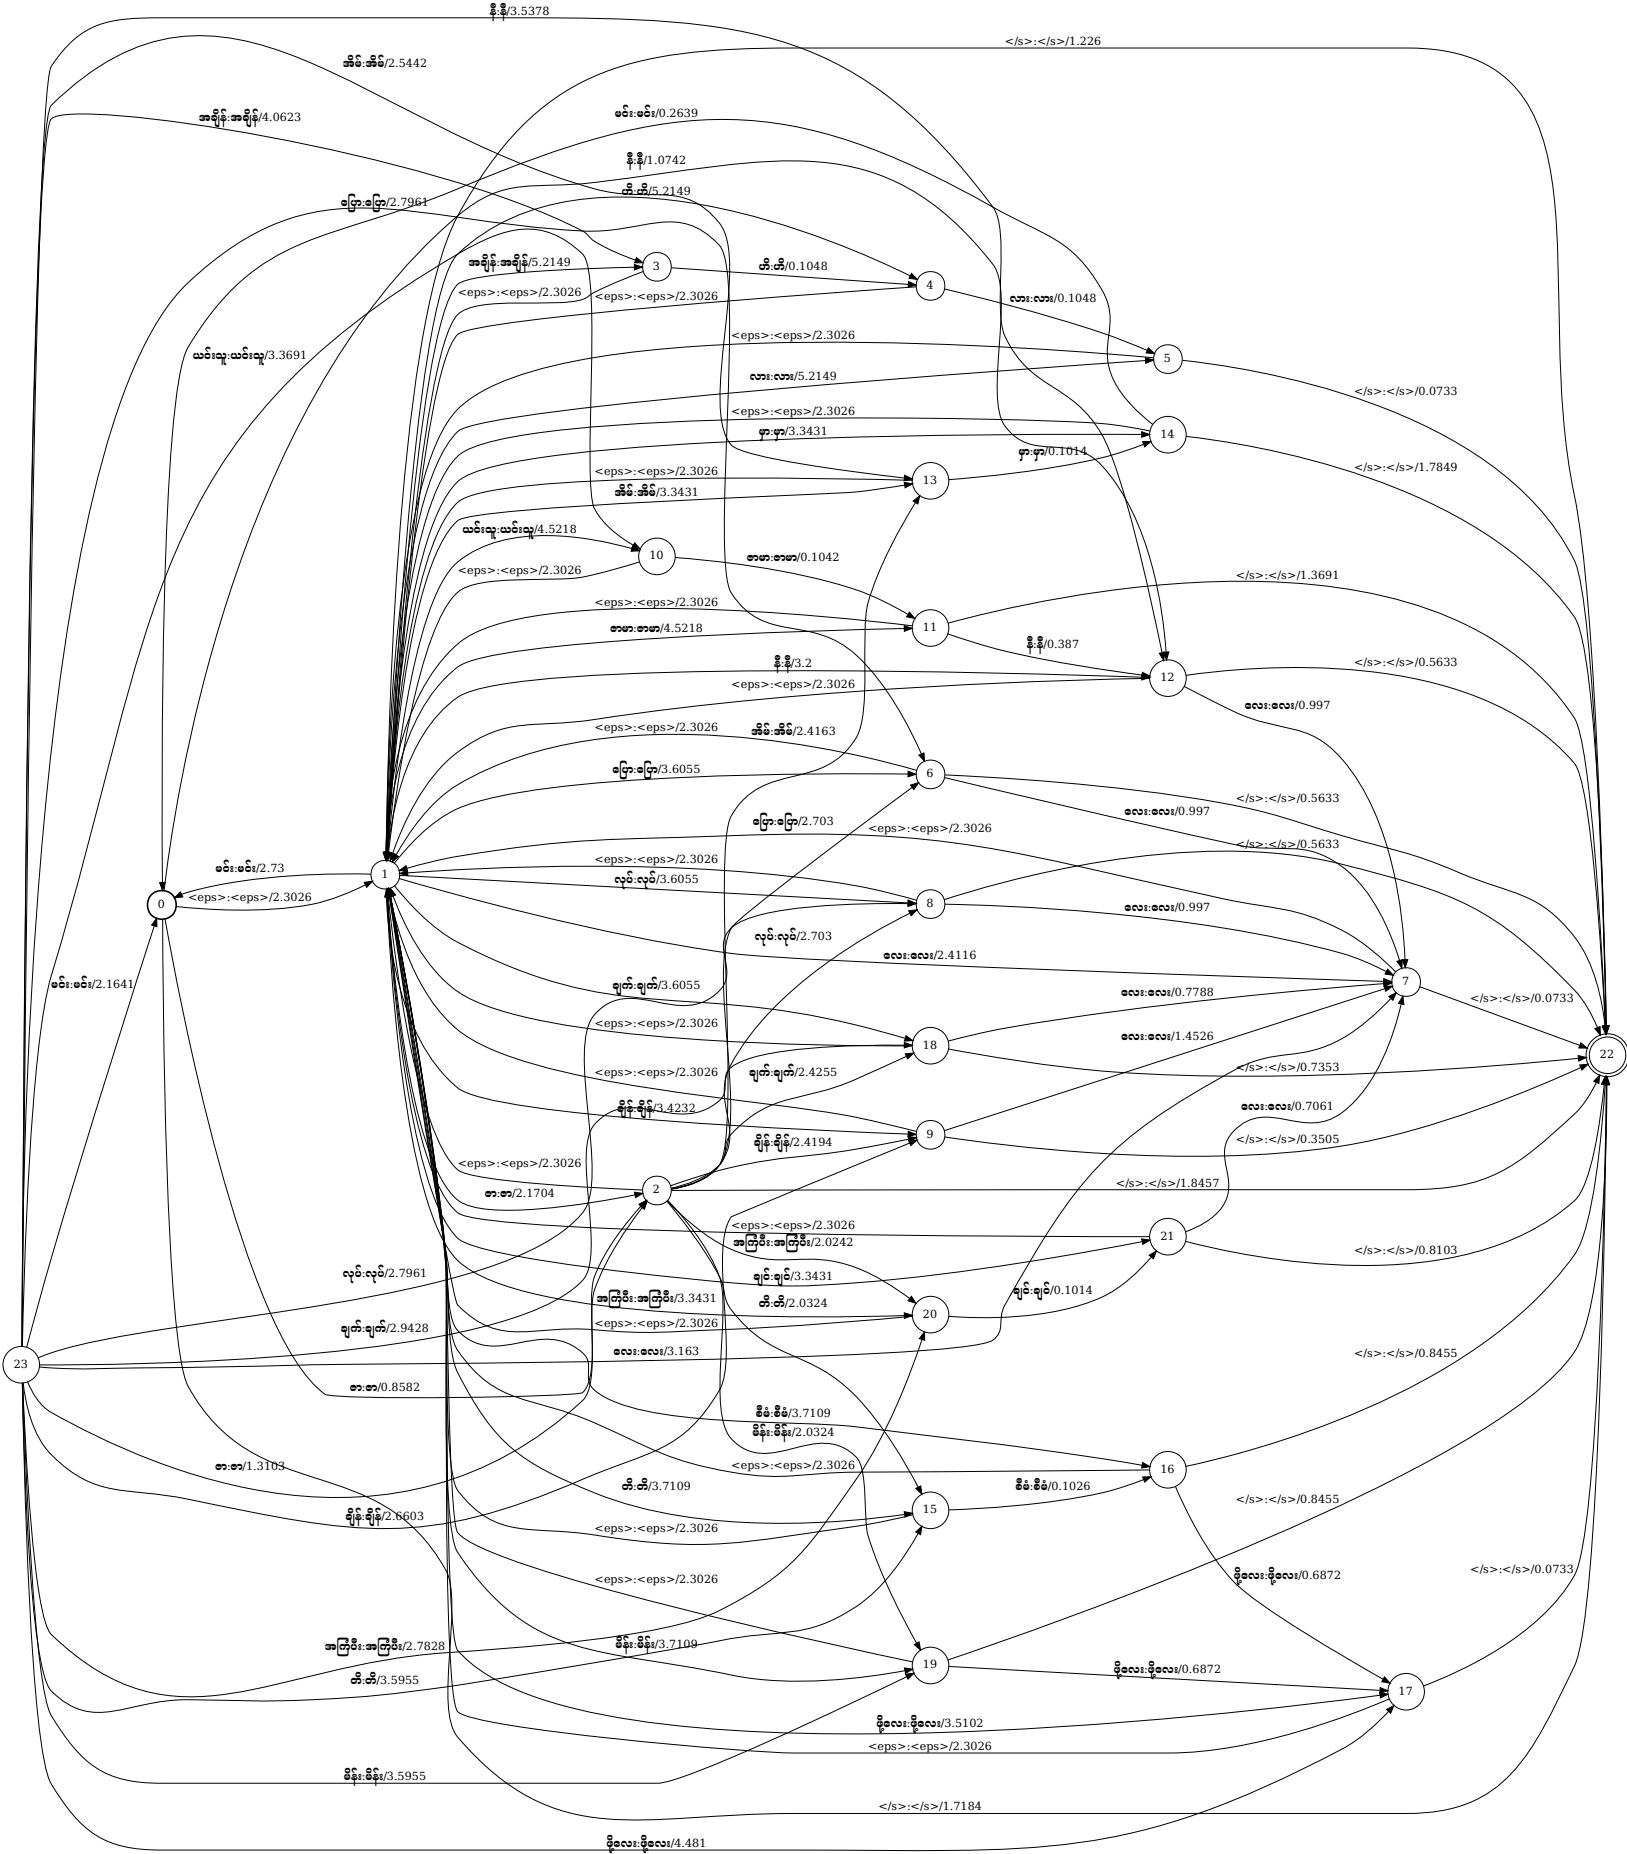 နီ:နီ/3.5378
</s>:</s>/1.226
အိမ်:အိမ်/2.5442
အချိန်:အချိန်/4.0623
မင်း:မင်း/0.2639
နီ:နီ/1.0742
ဟိ:ဟိ/5.2149
ပြော:ပြော/2.7961
အချိန်:အချိန်/5.2149
3
ဟိ:ဟိ/0.1048
4
<eps>:<eps>/2.3026
<eps>:<eps>/2.3026
လား:လား/0.1048
<eps>:<eps>/2.3026
5
ယင်းသူ:ယင်းသူ/3.3691
လား:လား/5.2149
</s>:</s>/0.0733
<eps>:<eps>/2.3026
မှာ:မှာ/3.3431
14
မှာ:မှာ/0.1014
</s>:</s>/1.7849
<eps>:<eps>/2.3026
13
အိမ်:အိမ်/3.3431
ယင်းသူ:ယင်းသူ/4.5218
10
ဇာမာ:ဇာမာ/0.1042
<eps>:<eps>/2.3026
</s>:</s>/1.3691
<eps>:<eps>/2.3026
ဇာမာ:ဇာမာ/4.5218
11
နီ:နီ/0.387
နီ:နီ/3.2
</s>:</s>/0.5633
12
<eps>:<eps>/2.3026
လေး:လေး/0.997
<eps>:<eps>/2.3026
အိမ်:အိမ်/2.4163
ပြော:ပြော/3.6055
6
</s>:</s>/0.5633
လေး:လေး/0.997
ပြော:ပြော/2.703
<eps>:<eps>/2.3026
</s>:</s>/0.5633
<eps>:<eps>/2.3026
မင်း:မင်း/2.73
1
လုပ်:လုပ်/3.6055
<eps>:<eps>/2.3026
0
8
လေး:လေး/0.997
လုပ်:လုပ်/2.703
လေး:လေး/2.4116
မင်း:မင်း/2.1641
ချက်:ချက်/3.6055
7
လေး:လေး/0.7788
</s>:</s>/0.0733
<eps>:<eps>/2.3026
18
လေး:လေး/1.4526
22
<eps>:<eps>/2.3026
ချက်:ချက်/2.4255
</s>:</s>/0.7353
ချိန်:ချိန်/3.4232
လေး:လေး/0.7061
9
ချိန်:ချိန်/2.4194
</s>:</s>/0.3505
<eps>:<eps>/2.3026
2
</s>:</s>/1.8457
ဇာ:ဇာ/2.1704
<eps>:<eps>/2.3026
21
အကြံပီး:အကြံပီး/2.0242
</s>:</s>/0.8103
လုပ်:လုပ်/2.7961
ချင်:ချင်/3.3431
ချင်:ချင်/0.1014
အကြံပီး:အကြံပီး/3.3431
တိ:တိ/2.0324
20
<eps>:<eps>/2.3026
ချက်:ချက်/2.9428
လေး:လေး/3.163
</s>:</s>/0.8455
23
ဇာ:ဇာ/0.8582
စီမံ:စီမံ/3.7109
မိန်း:မိန်း/2.0324
ဇာ:ဇာ/1.3103
<eps>:<eps>/2.3026
16
တိ:တိ/3.7109
စီမံ:စီမံ/0.1026
</s>:</s>/0.8455
15
ချိန်:ချိန်/2.6603
<eps>:<eps>/2.3026
<eps>:<eps>/2.3026
ဖို့လေး:ဖို့လေး/0.6872
</s>:</s>/0.0733
အကြံပီး:အကြံပီး/2.7828
မိန်း:မိန်း/3.7109
19
ဖို့လေး:ဖို့လေး/0.6872
တိ:တိ/3.5955
17
ဖို့လေး:ဖို့လေး/3.5102
<eps>:<eps>/2.3026
မိန်း:မိန်း/3.5955
</s>:</s>/1.7184
ဖို့လေး:ဖို့လေး/4.481